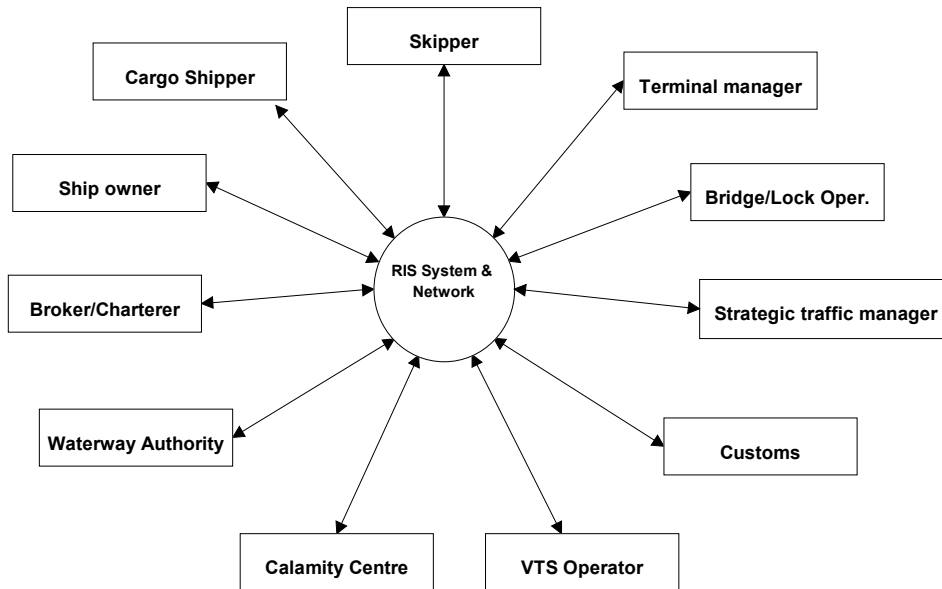 Skipper
Cargo Shipper
Terminal manager
Ship owner
Bridge/Lock Oper.
RIS System &
Network
Broker/Charterer
Strategic traffic manager
Waterway Authority
Customs
Calamity Centre
VTS Operator